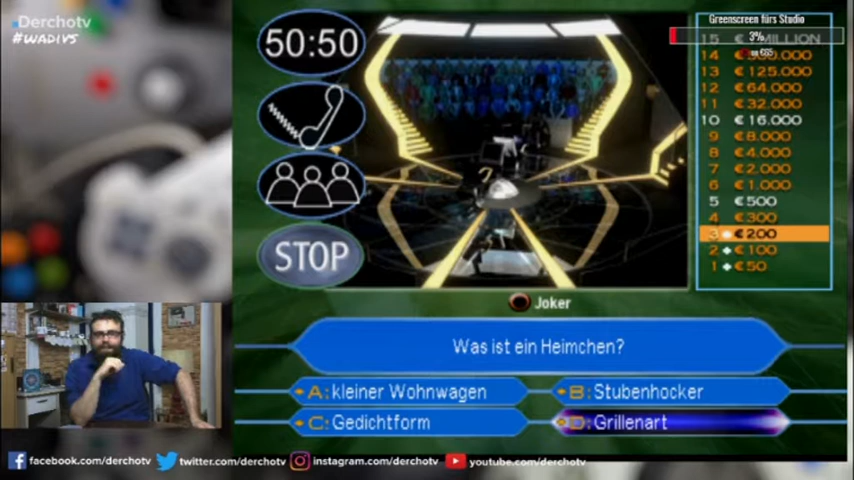 Derchotv
#WADIVS
50:50
STOP
Greenscreen fürs Studio
3%
15 € MILLION
14 € 500.000
13 € 125.000
12 € 64.000
11 € 32.000
10 € 16.000
9 € 8.000
8 € 4.000
7 € 2.000
6 € 1.000
5 € 500
4 € 300
3 € 200
2 € 100
1 € 50
Joker
Was ist ein Heimchen?
A: kleiner Wohnwagen
B: Stubenhocker
C: Gedichtform
D: Grillenart
facebook.com/derchotv
twitter.com/derchotv
instagram.com/derchotv
youtube.com/derchotv